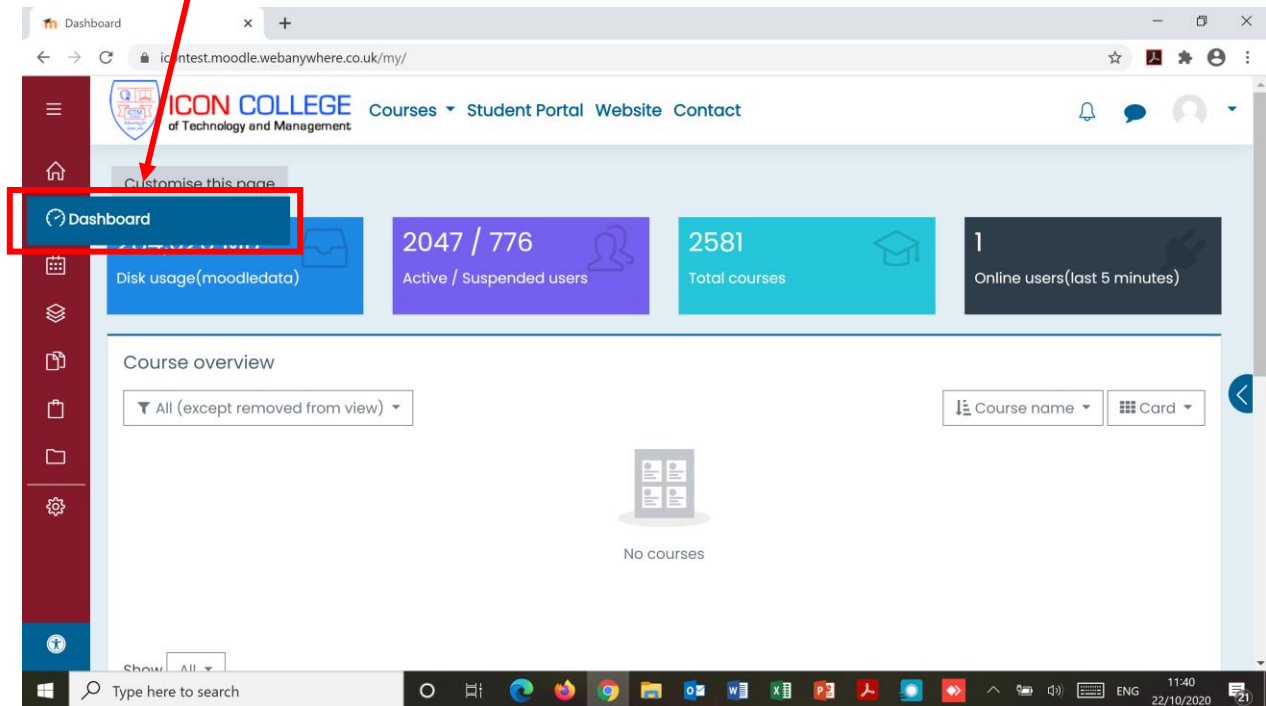 Dashboard
icontest.moodle.webanywhere.co.uk/my/
ICON COLLEGE
of Technology and Management
Courses Student Portal Website Contact
Customise this page
Dashboard
Disk usage(moodledata)
2047 / 776
Active / Suspended users
2581
Total courses
1
Online users(last 5 minutes)
Course overview
All (except removed from view)
Course name
Card
No courses
Show All
Type here to search
ENG
11:40
22/10/2020
21